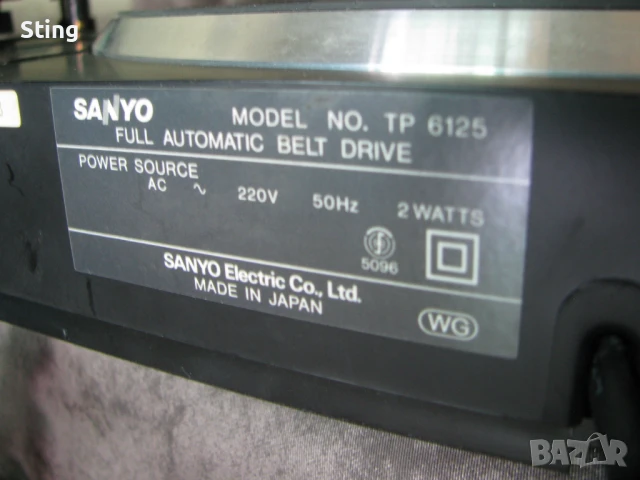 Sting
SANYO MODEL NO. TP 6125
FULL AUTOMATIC BELT DRIVE
POWER SOURCE
AC ∿ 220V 50Hz 2 WATTS
S
5096
SANYO Electric Co., Ltd.
MADE IN JAPAN
WG
BAZAR